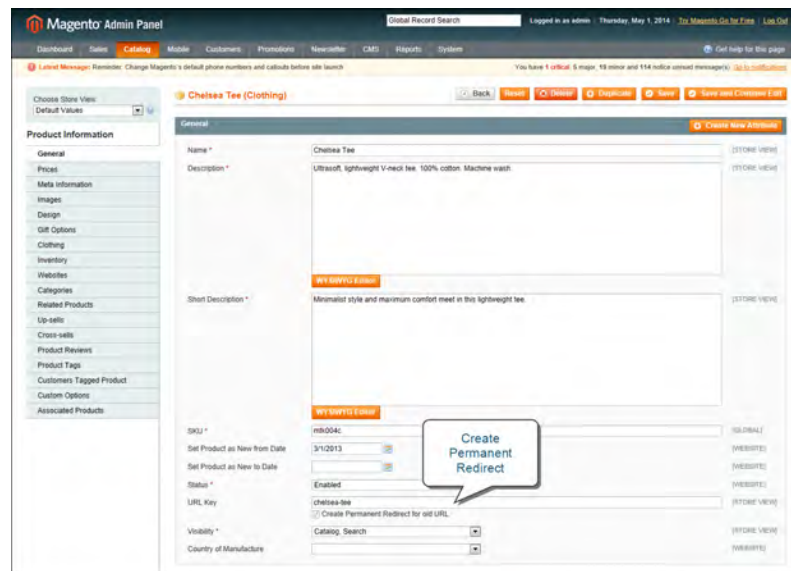 Magento® Admin Panel
Global Record Search
Logged in as admin | Thursday, May 1, 2014 | Try Magento Go for Free | Log Out
Dashboard Sales Catalog Mobile Customers Promotions Newsletter CMS Reports System
Get help for this page
Latest Message: Reminder: Change Magento's default phone numbers and callouts before site launch
You have 1 critical, 5 major, 19 minor and 114 notice unread message(s). Go to notifications
Choose Store View:
Default Values
Chelsea Tee (Clothing)
Back Reset Delete Duplicate Save Save and Continue Edit
Product Information
General
Prices
Meta Information
Images
Design
Gift Options
Clothing
Inventory
Websites
Categories
Related Products
Up-sells
Cross-sells
Product Reviews
Product Tags
Customers Tagged Product
Custom Options
Associated Products
General
Create New Attribute
Name * Chelsea Tee [STORE VIEW]
Description * Ultrasoft, lightweight V-neck tee. 100% cotton. Machine wash. [STORE VIEW]
WYSIWYG Editor
Short Description * Minimalist style and maximum comfort meet in this lightweight tee. [STORE VIEW]
WYSIWYG Editor
SKU * mtk004c [GLOBAL]
Set Product as New from Date 3/1/2013 [WEBSITE]
Set Product as New to Date [WEBSITE]
Status * Enabled [WEBSITE]
URL Key chelsea-tee [STORE VIEW]
Create Permanent Redirect for old URL
Visibility * Catalog, Search [STORE VIEW]
Country of Manufacture [WEBSITE]
Create
Permanent
Redirect